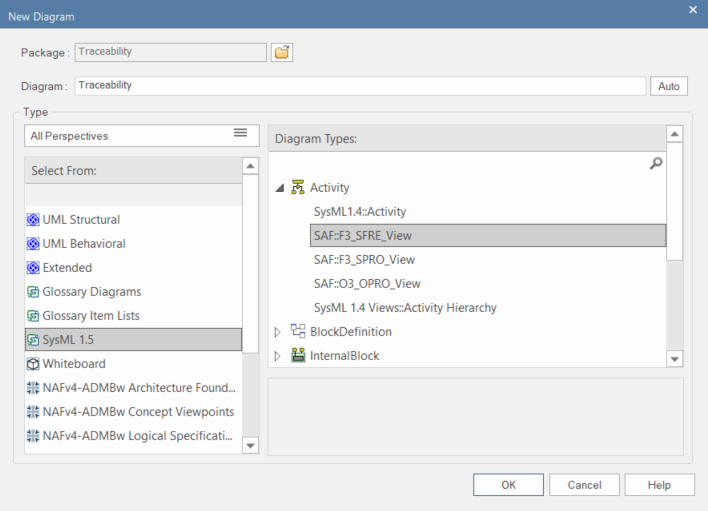 New Diagram
Package : Traceability
Diagram : Traceability Auto
Type
All Perspectives
Select From:
UML Structural
UML Behavioral
Extended
Glossary Diagrams
Glossary Item Lists
SysML 1.5
Whiteboard
NAFv4-ADMBw Architecture Found...
NAFv4-ADMBw Concept Viewpoints
NAFv4-ADMBw Logical Specificati...
Diagram Types:
Activity
SysML1.4::Activity
SAF::F3_SFRE_View
SAF::F3_SPRO_View
SAF::O3_OPRO_View
SysML 1.4 Views::Activity Hierarchy
BlockDefinition
InternalBlock
OK Cancel Help